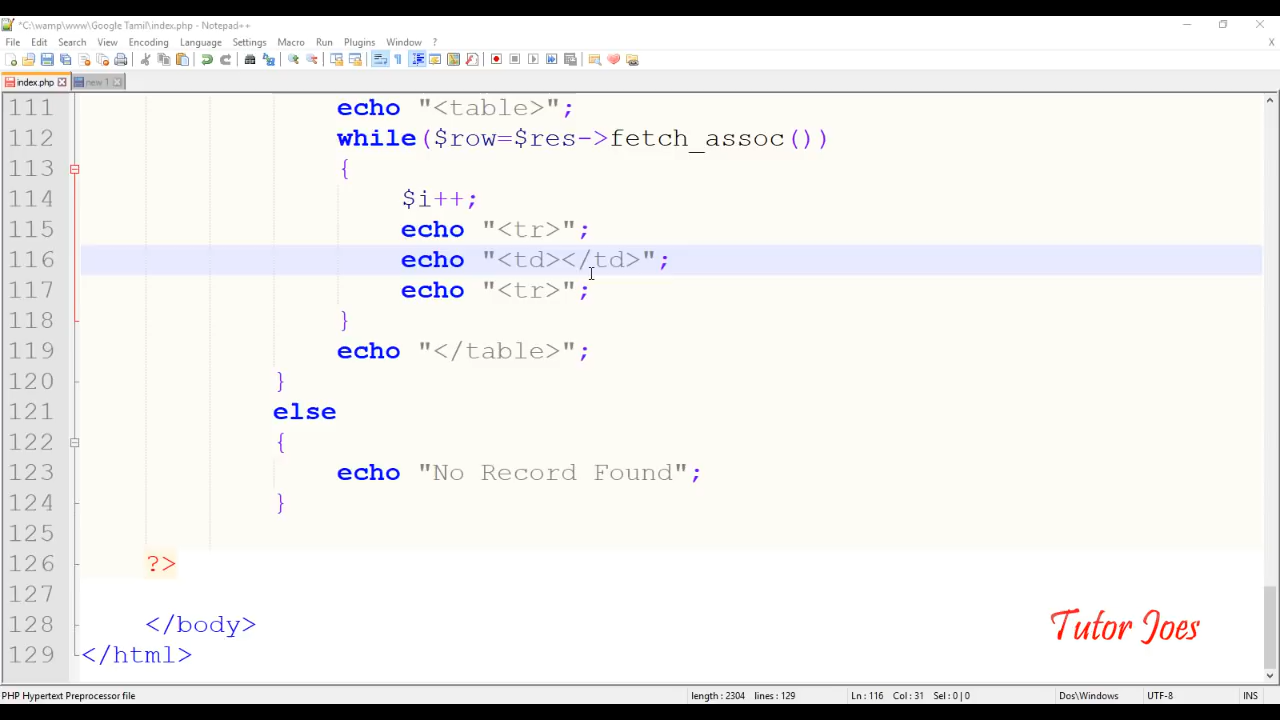 *C:\wamp\www\Google Tamil\index.php - Notepad++
File Edit Search View Encoding Language Settings Macro Run Plugins Window ? X
index.php new 1
111 echo "<table>";
112 while($row=$res->fetch_assoc())
113 {
114 $i++;
115 echo "<tr>";
116 echo "<td></td>";
117 echo "<tr>";
118 }
119 echo "</table>";
120 }
121 else
122 {
123 echo "No Record Found";
124 }
125
126 ?>
127
128 </body>
129 </html>
Tutor Joes
PHP Hypertext Preprocessor file length : 2304 lines : 129 Ln : 116 Col : 31 Sel : 0 | 0 Dos\Windows UTF-8 INS